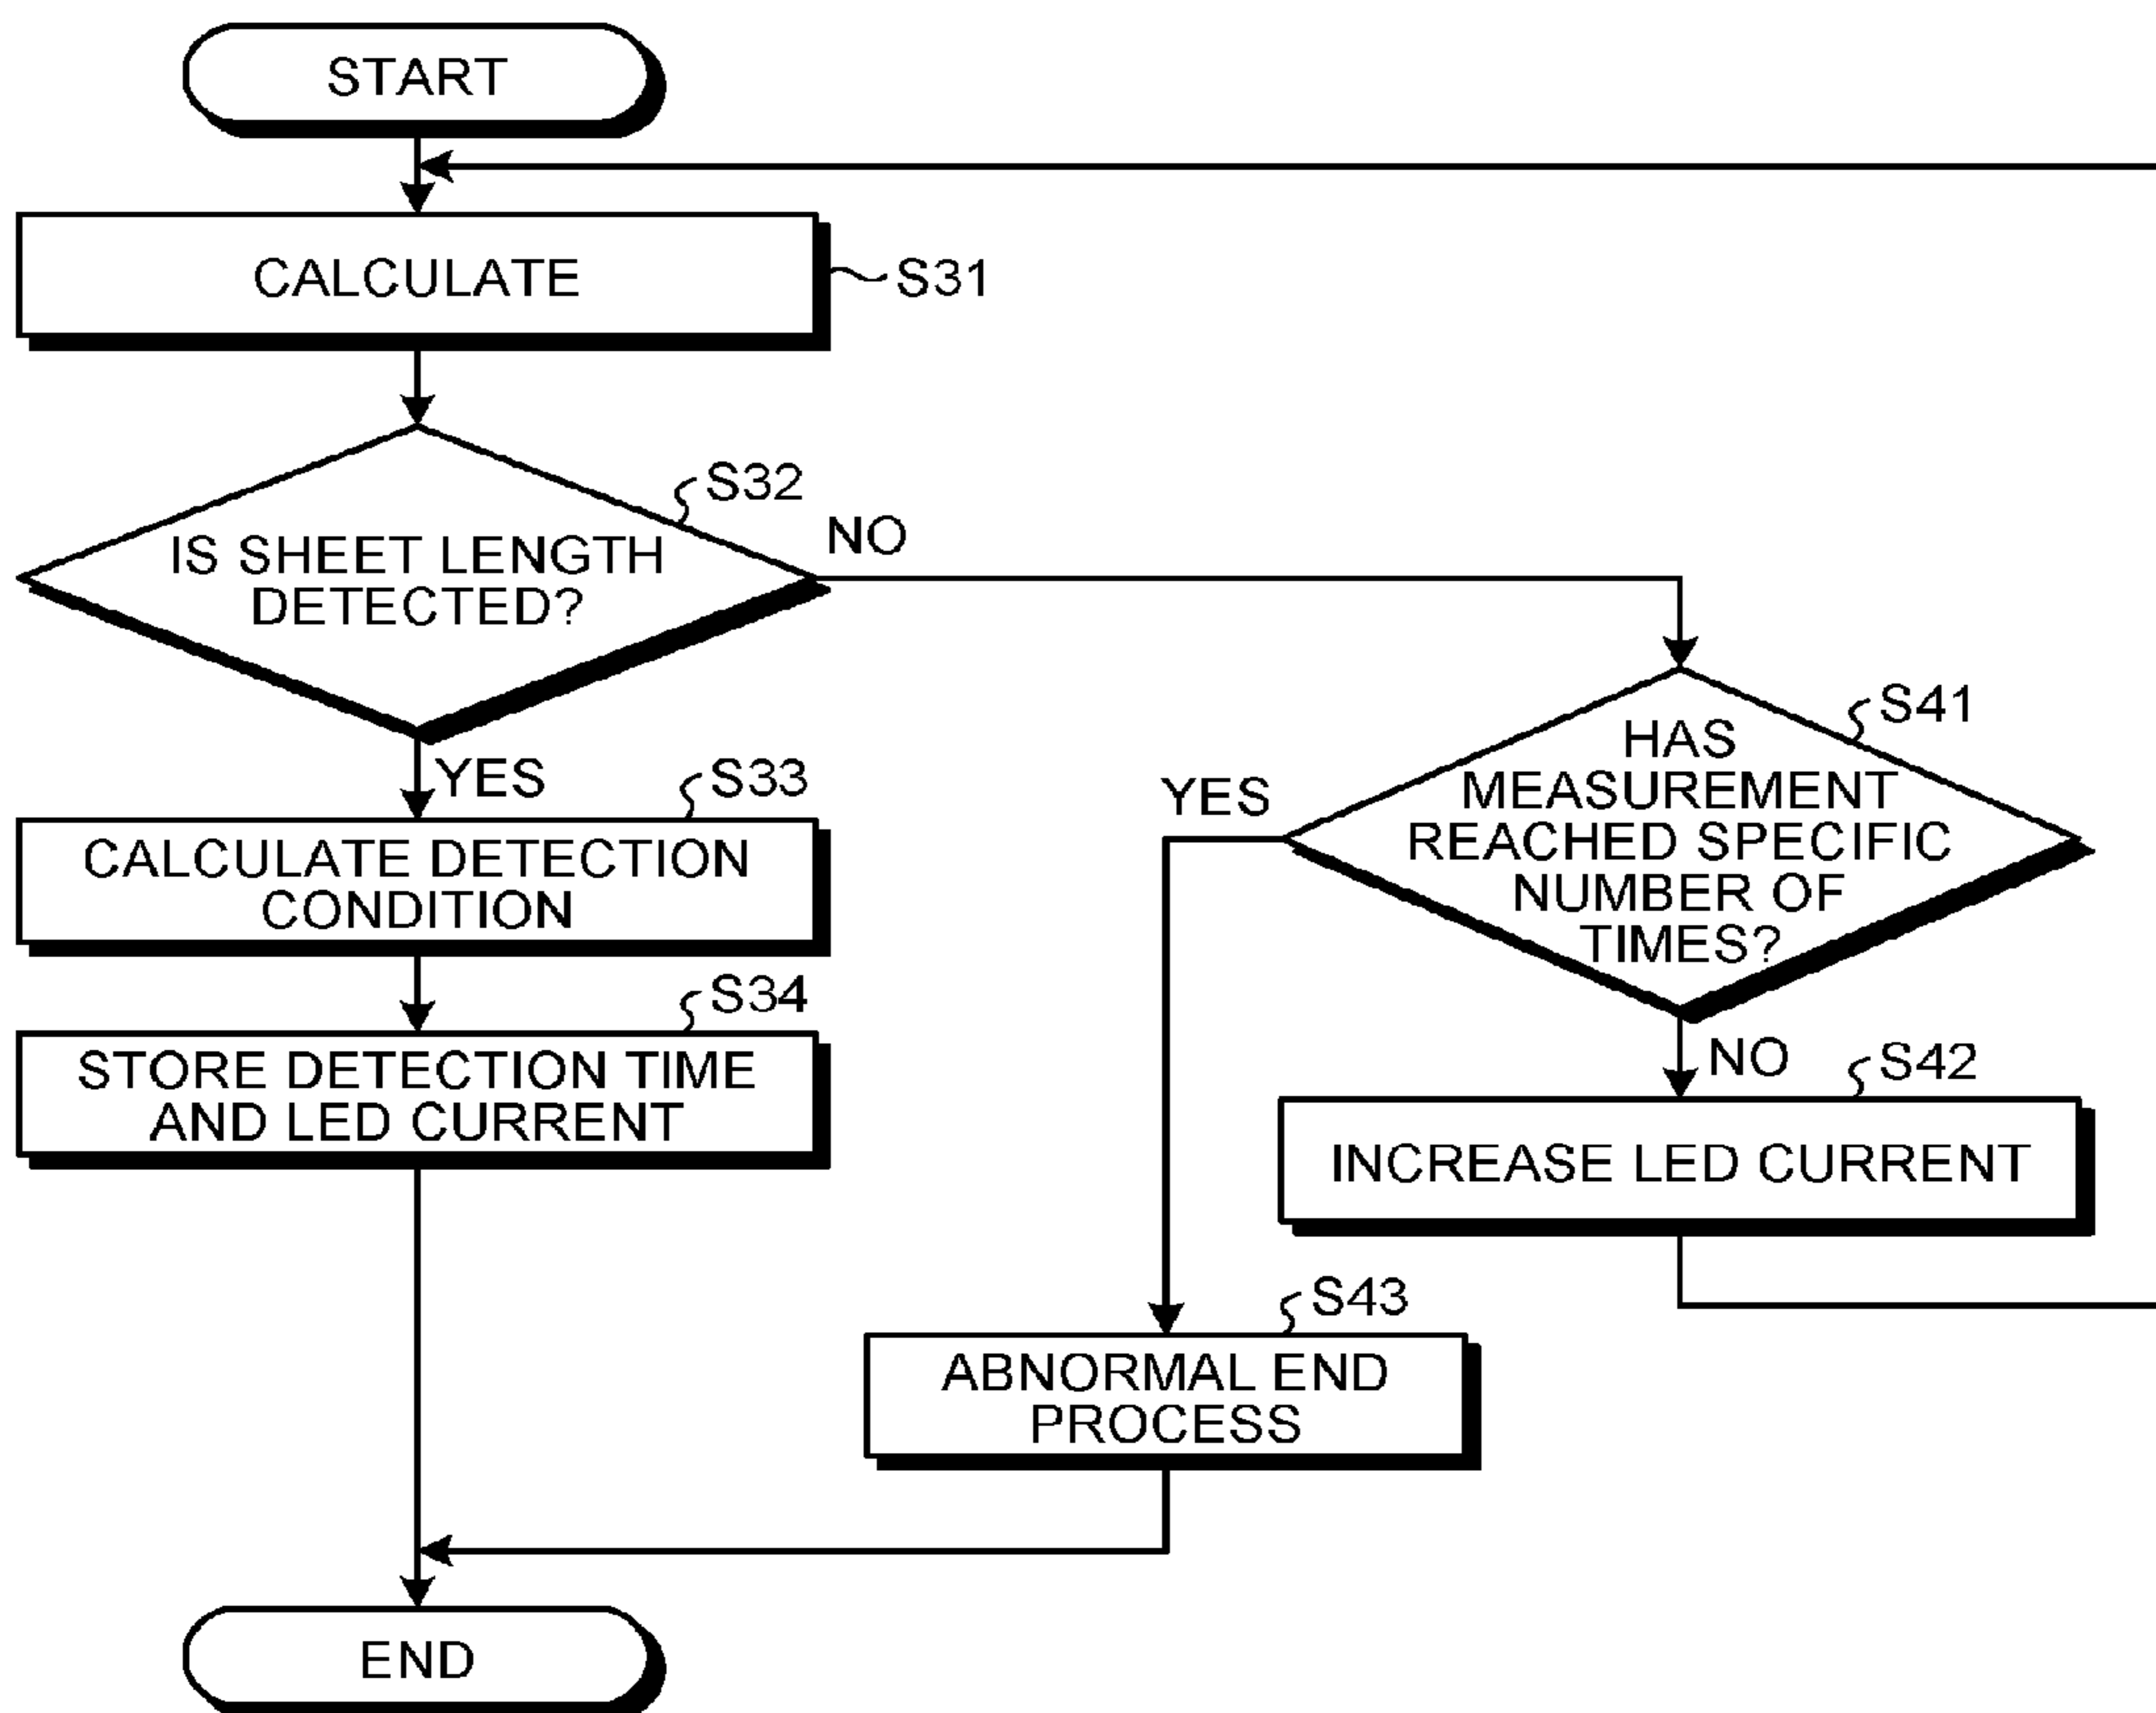 START
CALCULATE
S31
S32
IS SHEET LENGTH
DETECTED?
NO
YES
S33
CALCULATE DETECTION
CONDITION
S34
STORE DETECTION TIME
AND LED CURRENT
S41
HAS
MEASUREMENT
REACHED SPECIFIC
NUMBER OF
TIMES?
YES
NO
S42
INCREASE LED CURRENT
S43
ABNORMAL END
PROCESS
END